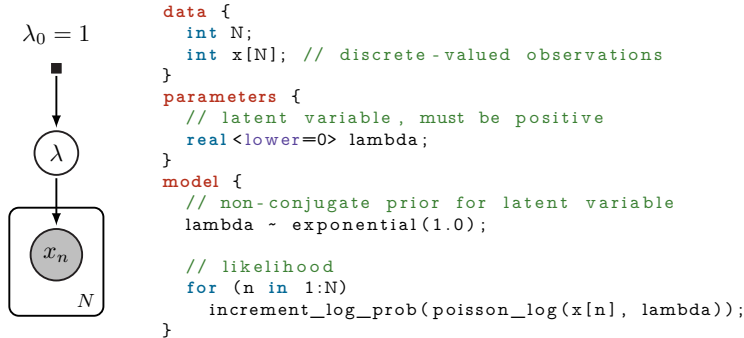 λ₀ = 1
λ
xₙ
N
data {
  int N;
  int x[N]; // discrete-valued observations
}
parameters {
  // latent variable, must be positive
  real<lower=0> lambda;
}
model {
  // non-conjugate prior for latent variable
  lambda ~ exponential(1.0);

  // likelihood
  for (n in 1:N)
    increment_log_prob(poisson_log(x[n], lambda));
}